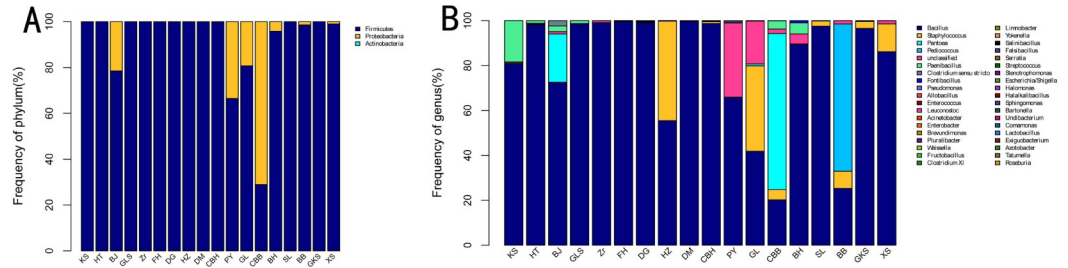 A
Frequency of phylum(%)
100
80
60
40
20
0
KS HT BJ GLS Zr FH DG HZ DM CBH PY GL CBB BH SL BB GKS XS
Firmicutes
Proteobacteria
Actinobacteria
B
Frequency of genus(%)
100
80
60
40
20
0
KS HT BJ GLS Zr FH DG HZ DM CBH PY GL CBB BH SL BB GKS XS
Bacillus
Staphylococcus
Pantoea
Pediococcus
unclassified
Paenibacillus
Clostridium sensu stricto
Fontibacillus
Pseudomonas
Allobacillus
Enterococcus
Leuconostoc
Acinetobacter
Enterobacter
Brevundimonas
Pluralibacter
Weissella
Fructobacillus
Clostridium XI
Limnobacter
Yokenella
Salinibacillus
Falsibacillus
Serratia
Streptococcus
Stenotrophomonas
Escherichia/Shigella
Halomonas
Halalkalibacillus
Sphingomonas
Bartonella
Undibacterium
Comamonas
Lactobacillus
Exiguobacterium
Azotobacter
Tatumella
Roseburia